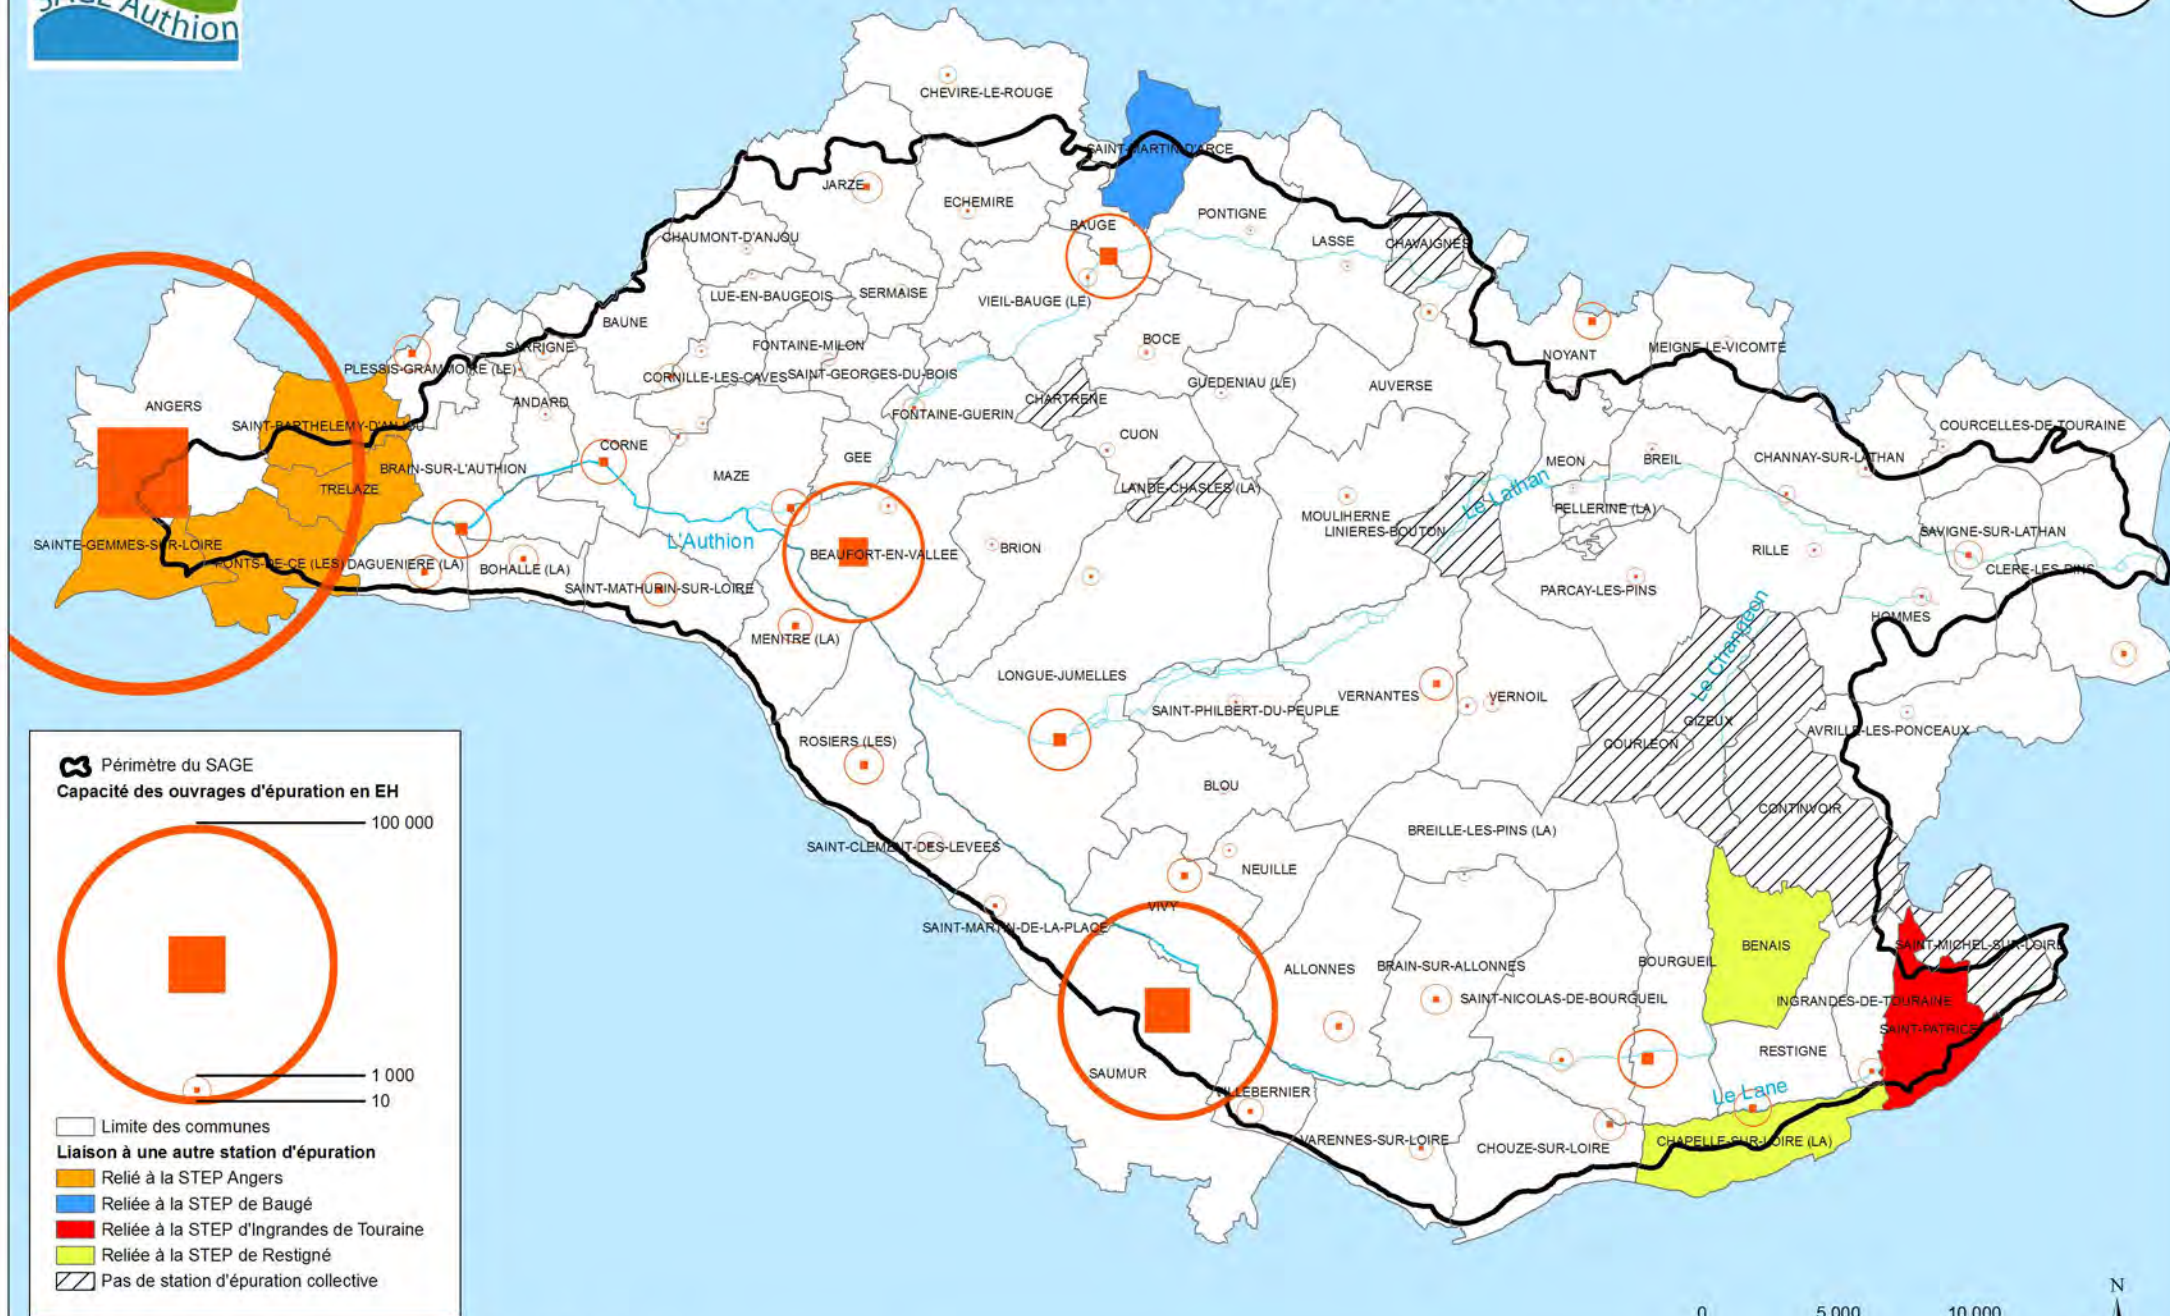 SAGE Authion
CHEVIRE-LE-ROUGE
SAINT-MARTIN-D'ARCE
JARZE
ECHEMIRE
BAUGE
PONTIGNE
CHAUMONT-D'ANJOU
LASSE
CHAVAIGNES
LUE-EN-BAUGEOIS
SERMAISE
VIEIL-BAUGE (LE)
BAUNE
SARRIGNE
FONTAINE-MILON
BOCE
NOYANT
MEIGNE-LE-VICOMTE
PLESSIS-GRAMMOIRE (LE)
CORNILLE-LES-CAVES
SAINT-GEORGES-DU-BOIS
GUEDENIAU (LE)
AUVERSE
ANGERS
ANDARD
CHARTRENE
FONTAINE-GUERIN
SAINT-BARTHELEMY-D'ANJOU
COURCELLES-DE-TOURAINE
CUON
CORNE
GEE
BRAIN-SUR-L'AUTHION
MAZE
MEON
BREIL
CHANNAY-SUR-LATHAN
TRELAZE
LANDE-CHASLES (LA)
Le Lathan
MOULIHERNE
LINIERES-BOUTON
PELLERINE (LA)
SAVIGNE-SUR-LATHAN
SAINTE-GEMMES-SUR-LOIRE
L'Authion
BEAUFORT-EN-VALLEE
BRION
RILLE
PONTS-DE-CE (LES)
DAGUENIERE (LA)
BOHALLE (LA)
CLERE-LES-PINS
SAINT-MATHURIN-SUR-LOIRE
PARCAY-LES-PINS
HOMMES
MENITRE (LA)
Le Changeon
LONGUE-JUMELLES
VERNANTES
VERNOIL
SAINT-PHILBERT-DU-PEUPLE
GIZEUX
AVRILLE-LES-PONCEAUX
ROSIERS (LES)
COURLEON
BLOU
CONTINVOIR
BREILLE-LES-PINS (LA)
SAINT-CLEMENT-DES-LEVEES
NEUILLE
VIVY
SAINT-MARTIN-DE-LA-PLACE
BENAIS
SAINT-MICHEL-SUR-LOIRE
ALLONNES
BRAIN-SUR-ALLONNES
BOURGUEIL
SAINT-NICOLAS-DE-BOURGUEIL
INGRANDES-DE-TOURAINE
SAINT-PATRICE
RESTIGNE
SAUMUR
VILLEBERNIER
Le Lane
VARENNES-SUR-LOIRE
CHOUZE-SUR-LOIRE
CHAPELLE-SUR-LOIRE (LA)
Périmètre du SAGE
Capacité des ouvrages d'épuration en EH
100 000
1 000
10
Limite des communes
Liaison à une autre station d'épuration
Relié à la STEP Angers
Reliée à la STEP de Baugé
Reliée à la STEP d'Ingrandes de Touraine
Reliée à la STEP de Restigné
Pas de station d'épuration collective
N
0 5 000 10 000